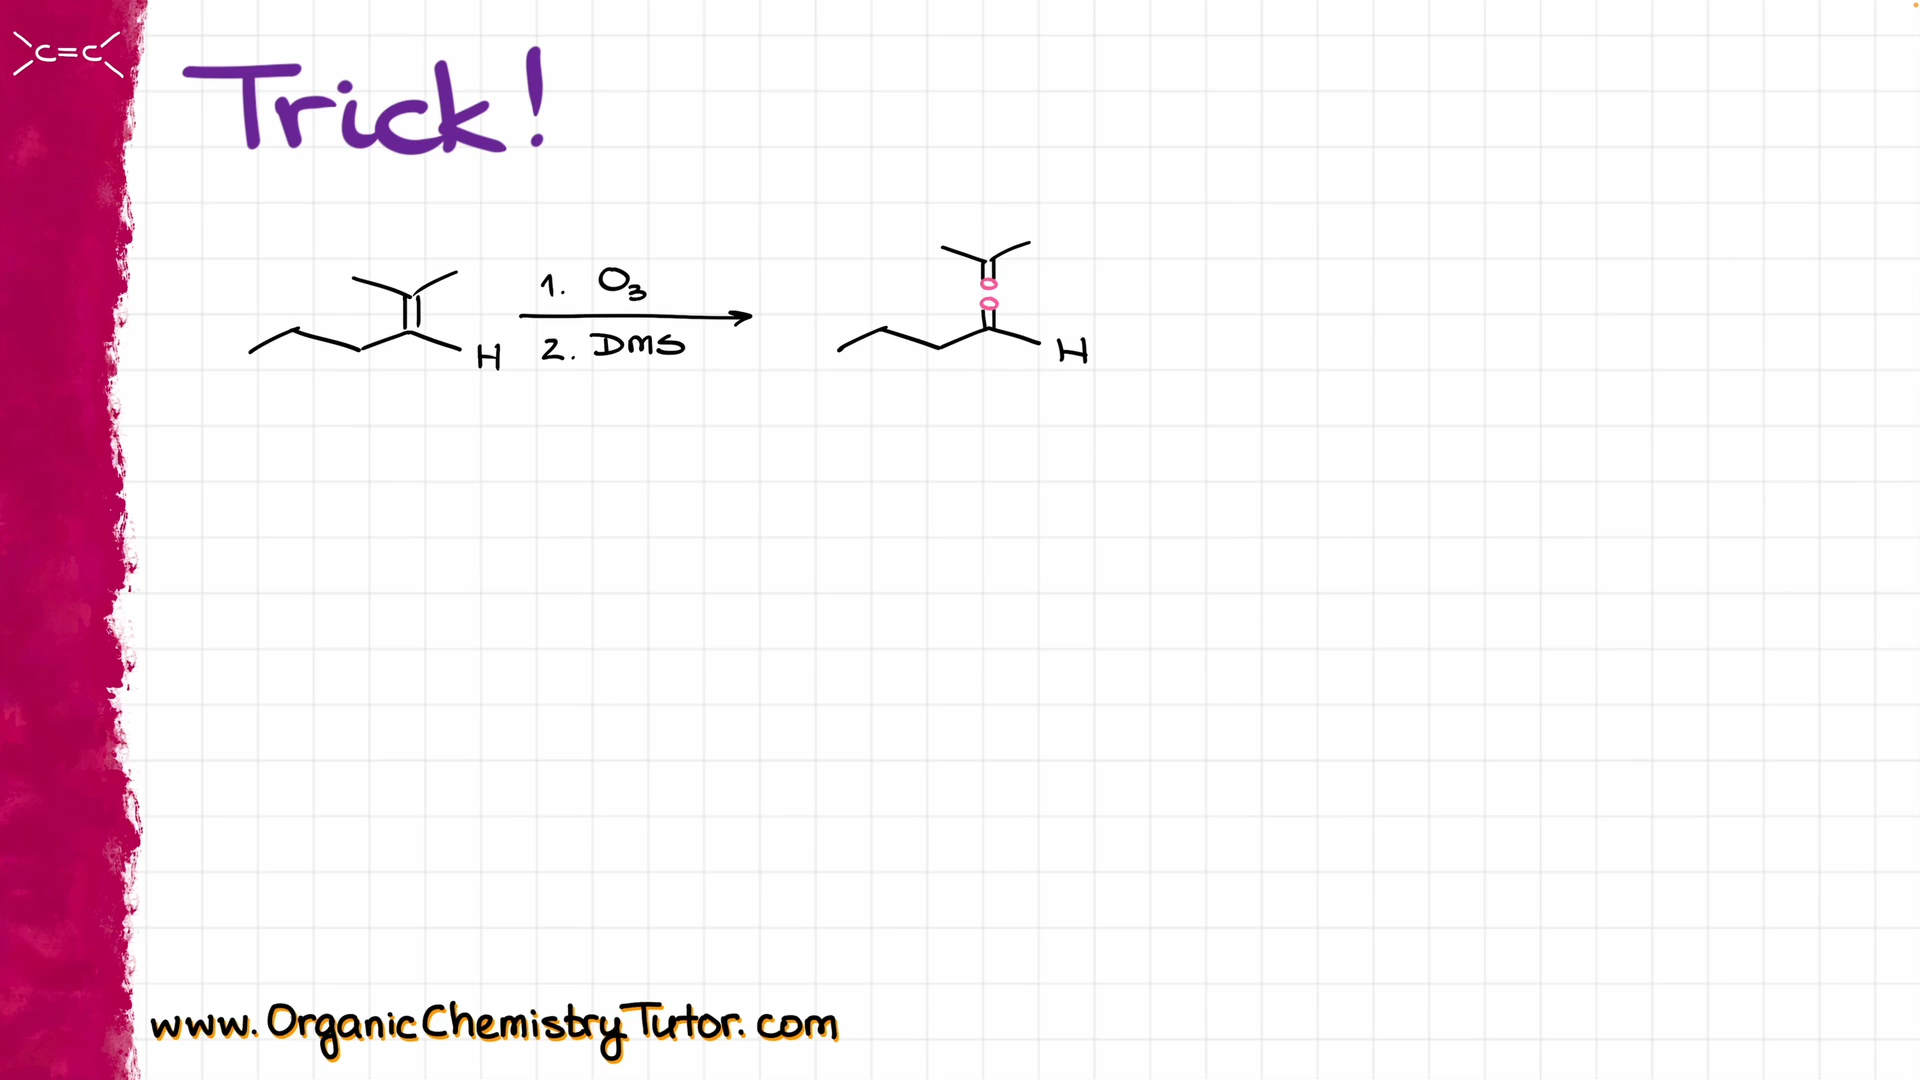 C=C
Trick!
1. O₃
2. DMS
H
O
O
H
www.OrganicChemistryTutor.com